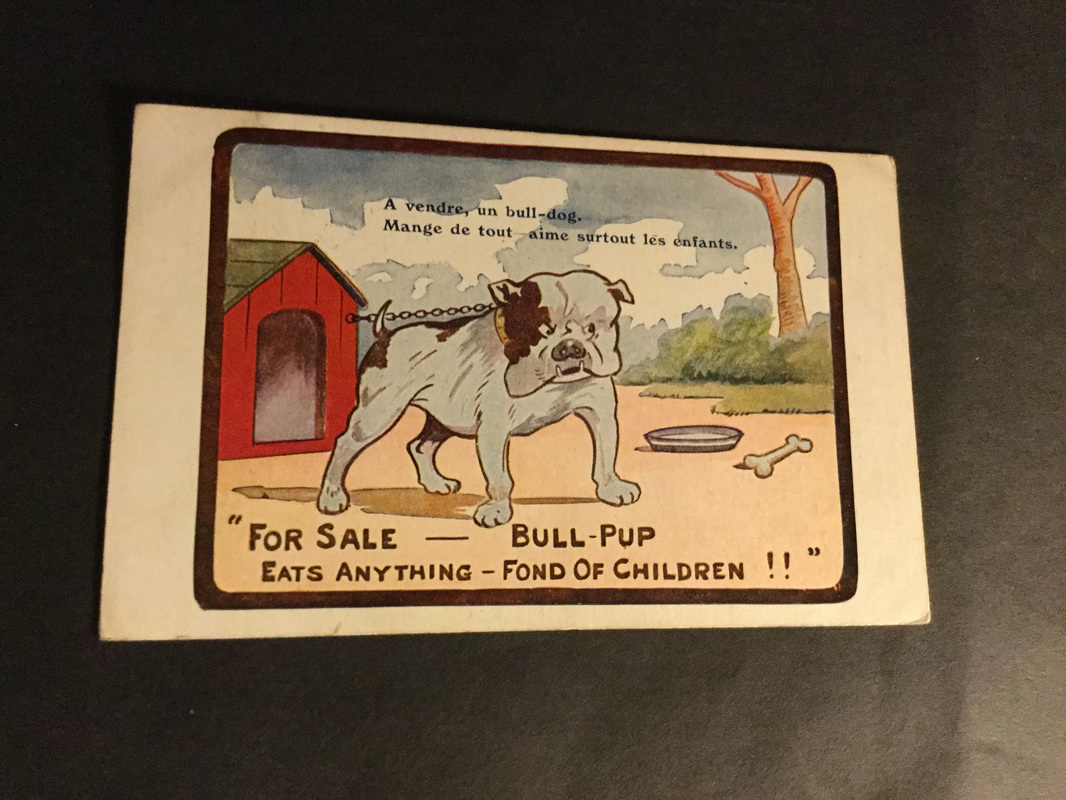 A vendre, un bull-dog.
Mange de tout aime surtout les enfants.
"FOR SALE — BULL-PUP
EATS ANYTHING – FOND OF CHILDREN !!"